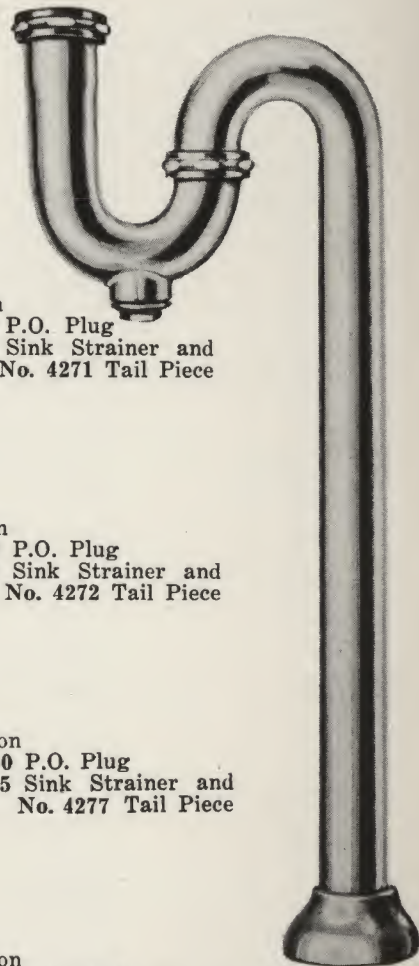 P.O. Plug
Sink Strainer and
No. 4271 Tail Piece
P.O. Plug
Sink Strainer and
No. 4272 Tail Piece
on
0 P.O. Plug
5 Sink Strainer and
No. 4277 Tail Piece
on